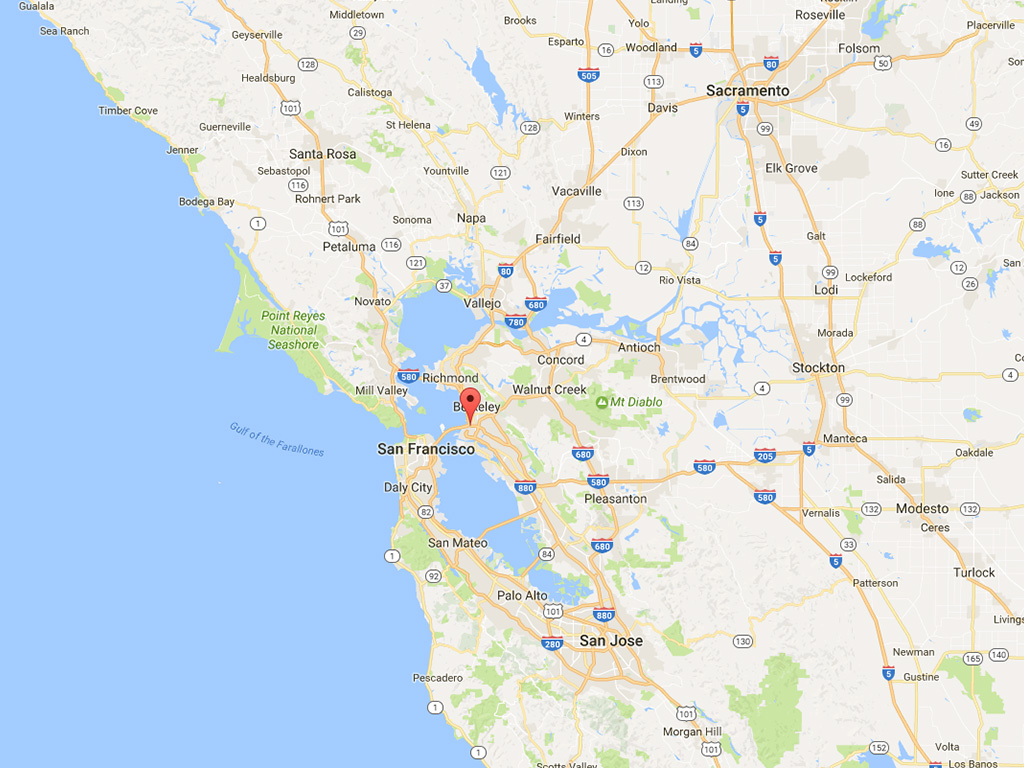 Gualala
Middletown
Landing
Rocklin
Roseville
Sea Ranch
Brooks
Yolo
Placerville
Geyserville
29
Esparto
16
Woodland
5
Folsom
50
128
505
80
Healdsburg
113
Sacramento
Calistoga
101
Davis
5
Timber Cove
Winters
99
49
Guerneville
St Helena
128
16
Jenner
Santa Rosa
Dixon
Elk Grove
Sebastopol
Yountville
121
Sutter Creek
116
Vacaville
Ione
88
Jackson
Rohnert Park
113
Bodega Bay
Sonoma
Napa
5
88
1
101
Fairfield
Galt
Petaluma
116
84
121
5
San
80
12
12
37
Rio Vista
99
Lockeford
26
Lodi
Novato
Vallejo
680
Point Reyes
National
Seashore
780
Morada
4
Antioch
Concord
Co
Stockton
580
Richmond
Brentwood
4
Mill Valley
Walnut Creek
4
Mt Diablo
99
Gulf of the Farallones
Manteca
San Francisco
680
205
5
Oakdale
580
Daly City
880
580
Salida
Pleasanton
580
82
Vernalis
132
Modesto
132
Ceres
San Mateo
680
33
1
84
5
92
Turlock
Patterson
Palo Alto
101
880
Livings
San Jose
280
130
Newman
165
140
Pescadero
5
Gustine
1
101
Morgan Hill
101
152
Volta
1
Scotts Valley
5
Los Banos